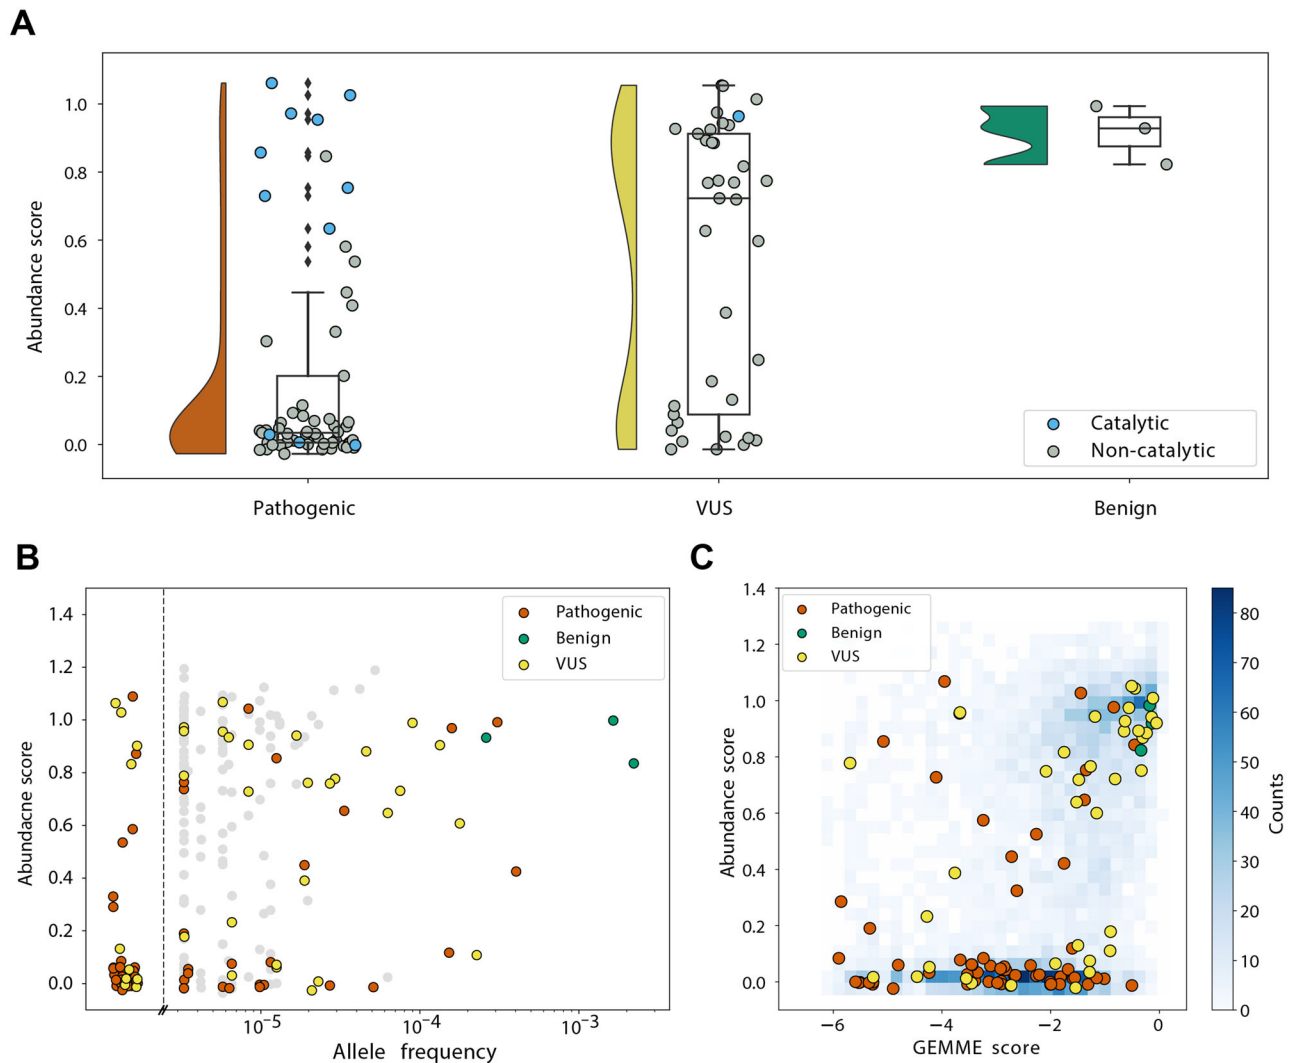 A
Abundance score
1.0
0.8
0.6
0.4
0.2
0.0
Catalytic
Non-catalytic
Pathogenic
VUS
Benign
B
Abundacne score
1.4
1.2
1.0
0.8
0.6
0.4
0.2
0.0
Pathogenic
Benign
VUS
10⁻⁵
10⁻⁴
10⁻³
Allele frequency
C
Abundance score
1.4
1.2
1.0
0.8
0.6
0.4
0.2
0.0
Pathogenic
Benign
VUS
−6
−4
−2
0
GEMME score
80
70
60
50
40
30
20
10
0
Counts